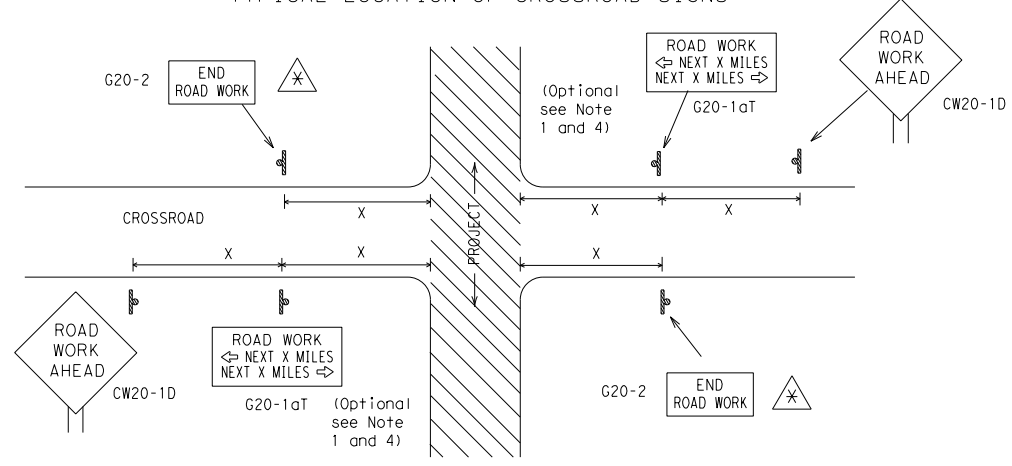 TYPICAL LOCATION OF CROSSROAD SIGNS
G20-2
END
ROAD WORK
*
(Optional
see Note
1 and 4)
ROAD WORK
⇦ NEXT X MILES
NEXT X MILES ⇨
G20-1aT
ROAD
WORK
AHEAD
CW20-1D
X
X
X
CROSSROAD
PROJECT
X
X
X
ROAD
WORK
AHEAD
CW20-1D
ROAD WORK
⇦ NEXT X MILES
NEXT X MILES ⇨
G20-1aT
(Optional
see Note
1 and 4)
G20-2
END
ROAD WORK
*